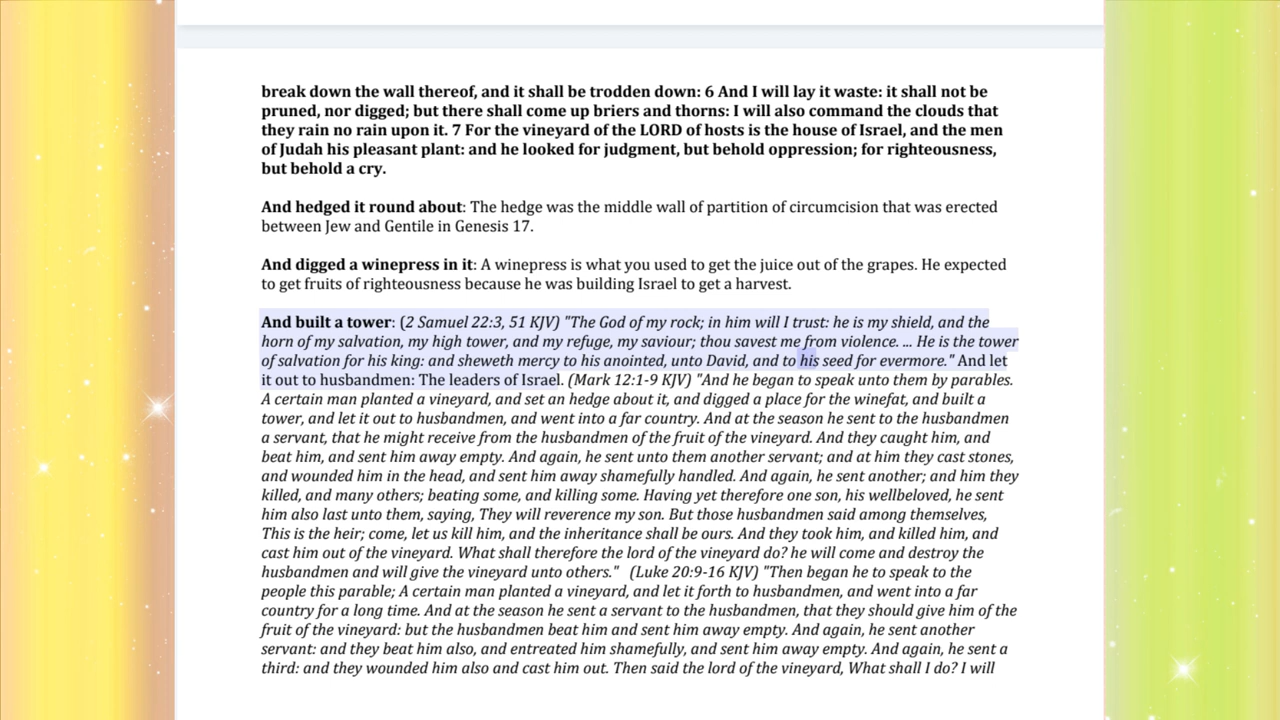 break down the wall thereof, and it shall be trodden down: 6 And I will lay it waste: it shall not be
pruned, nor digged; but there shall come up briers and thorns: I will also command the clouds that
they rain no rain upon it. 7 For the vineyard of the LORD of hosts is the house of Israel, and the men
of Judah his pleasant plant: and he looked for judgment, but behold oppression; for righteousness,
but behold a cry.
And hedged it round about: The hedge was the middle wall of partition of circumcision that was erected
between Jew and Gentile in Genesis 17.
And digged a winepress in it: A winepress is what you used to get the juice out of the grapes. He expected
to get fruits of righteousness because he was building Israel to get a harvest.
And built a tower: (2 Samuel 22:3, 51 KJV) "The God of my rock; in him will I trust: he is my shield, and the
horn of my salvation, my high tower, and my refuge, my saviour; thou savest me from violence. ... He is the tower
of salvation for his king: and sheweth mercy to his anointed, unto David, and to his seed for evermore." And let
it out to husbandmen: The leaders of Israel. (Mark 12:1-9 KJV) "And he began to speak unto them by parables.
A certain man planted a vineyard, and set an hedge about it, and digged a place for the winefat, and built a
tower, and let it out to husbandmen, and went into a far country. And at the season he sent to the husbandmen
a servant, that he might receive from the husbandmen of the fruit of the vineyard. And they caught him, and
beat him, and sent him away empty. And again, he sent unto them another servant; and at him they cast stones,
and wounded him in the head, and sent him away shamefully handled. And again, he sent another; and him they
killed, and many others; beating some, and killing some. Having yet therefore one son, his wellbeloved, he sent
him also last unto them, saying, They will reverence my son. But those husbandmen said among themselves,
This is the heir; come, let us kill him, and the inheritance shall be ours. And they took him, and killed him, and
cast him out of the vineyard. What shall therefore the lord of the vineyard do? he will come and destroy the
husbandmen and will give the vineyard unto others." (Luke 20:9-16 KJV) "Then began he to speak to the
people this parable; A certain man planted a vineyard, and let it forth to husbandmen, and went into a far
country for a long time. And at the season he sent a servant to the husbandmen, that they should give him of the
fruit of the vineyard: but the husbandmen beat him and sent him away empty. And again, he sent another
servant: and they beat him also, and entreated him shamefully, and sent him away empty. And again, he sent a
third: and they wounded him also and cast him out. Then said the lord of the vineyard, What shall I do? I will